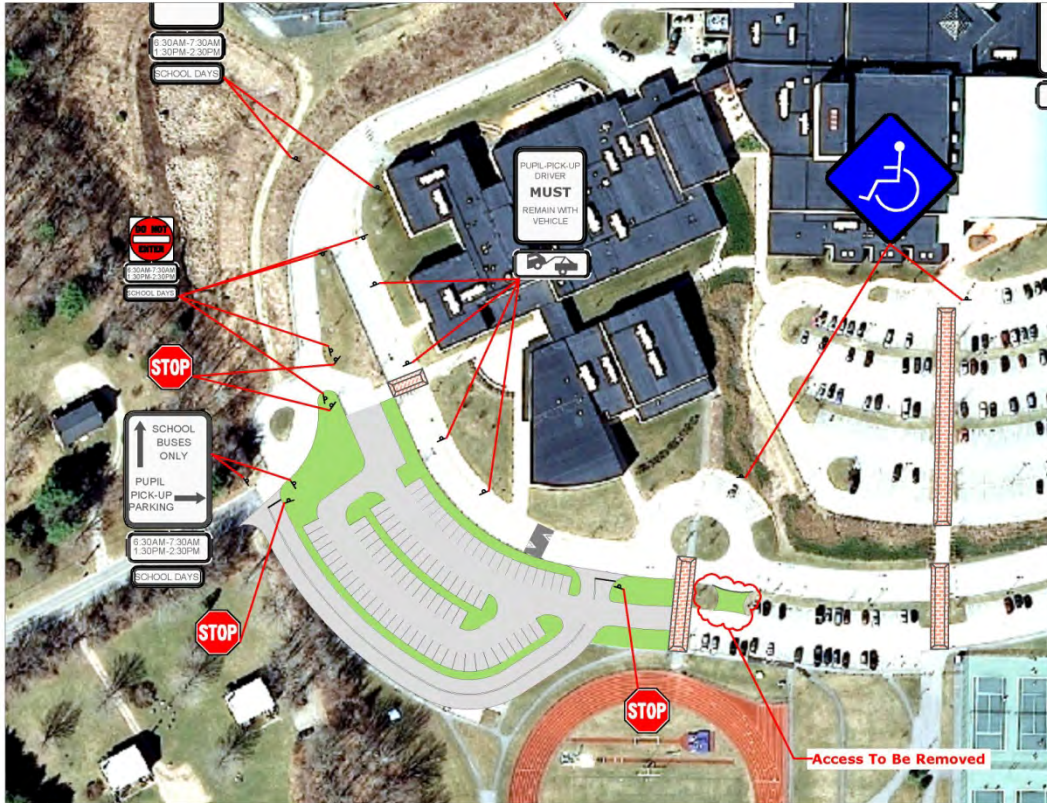 6:30AM-7:30AM
1:30PM-2:30PM
SCHOOL DAYS
PUPIL-PICK-UP
DRIVER
MUST
REMAIN WITH
VEHICLE
DO NOT
ENTER
6:30AM-7:30AM
1:30PM-2:30PM
SCHOOL DAYS
STOP
SCHOOL
BUSES
ONLY
PUPIL
PICK-UP
PARKING
6:30AM-7:30AM
1:30PM-2:30PM
SCHOOL DAYS
STOP
STOP
Access To Be Removed